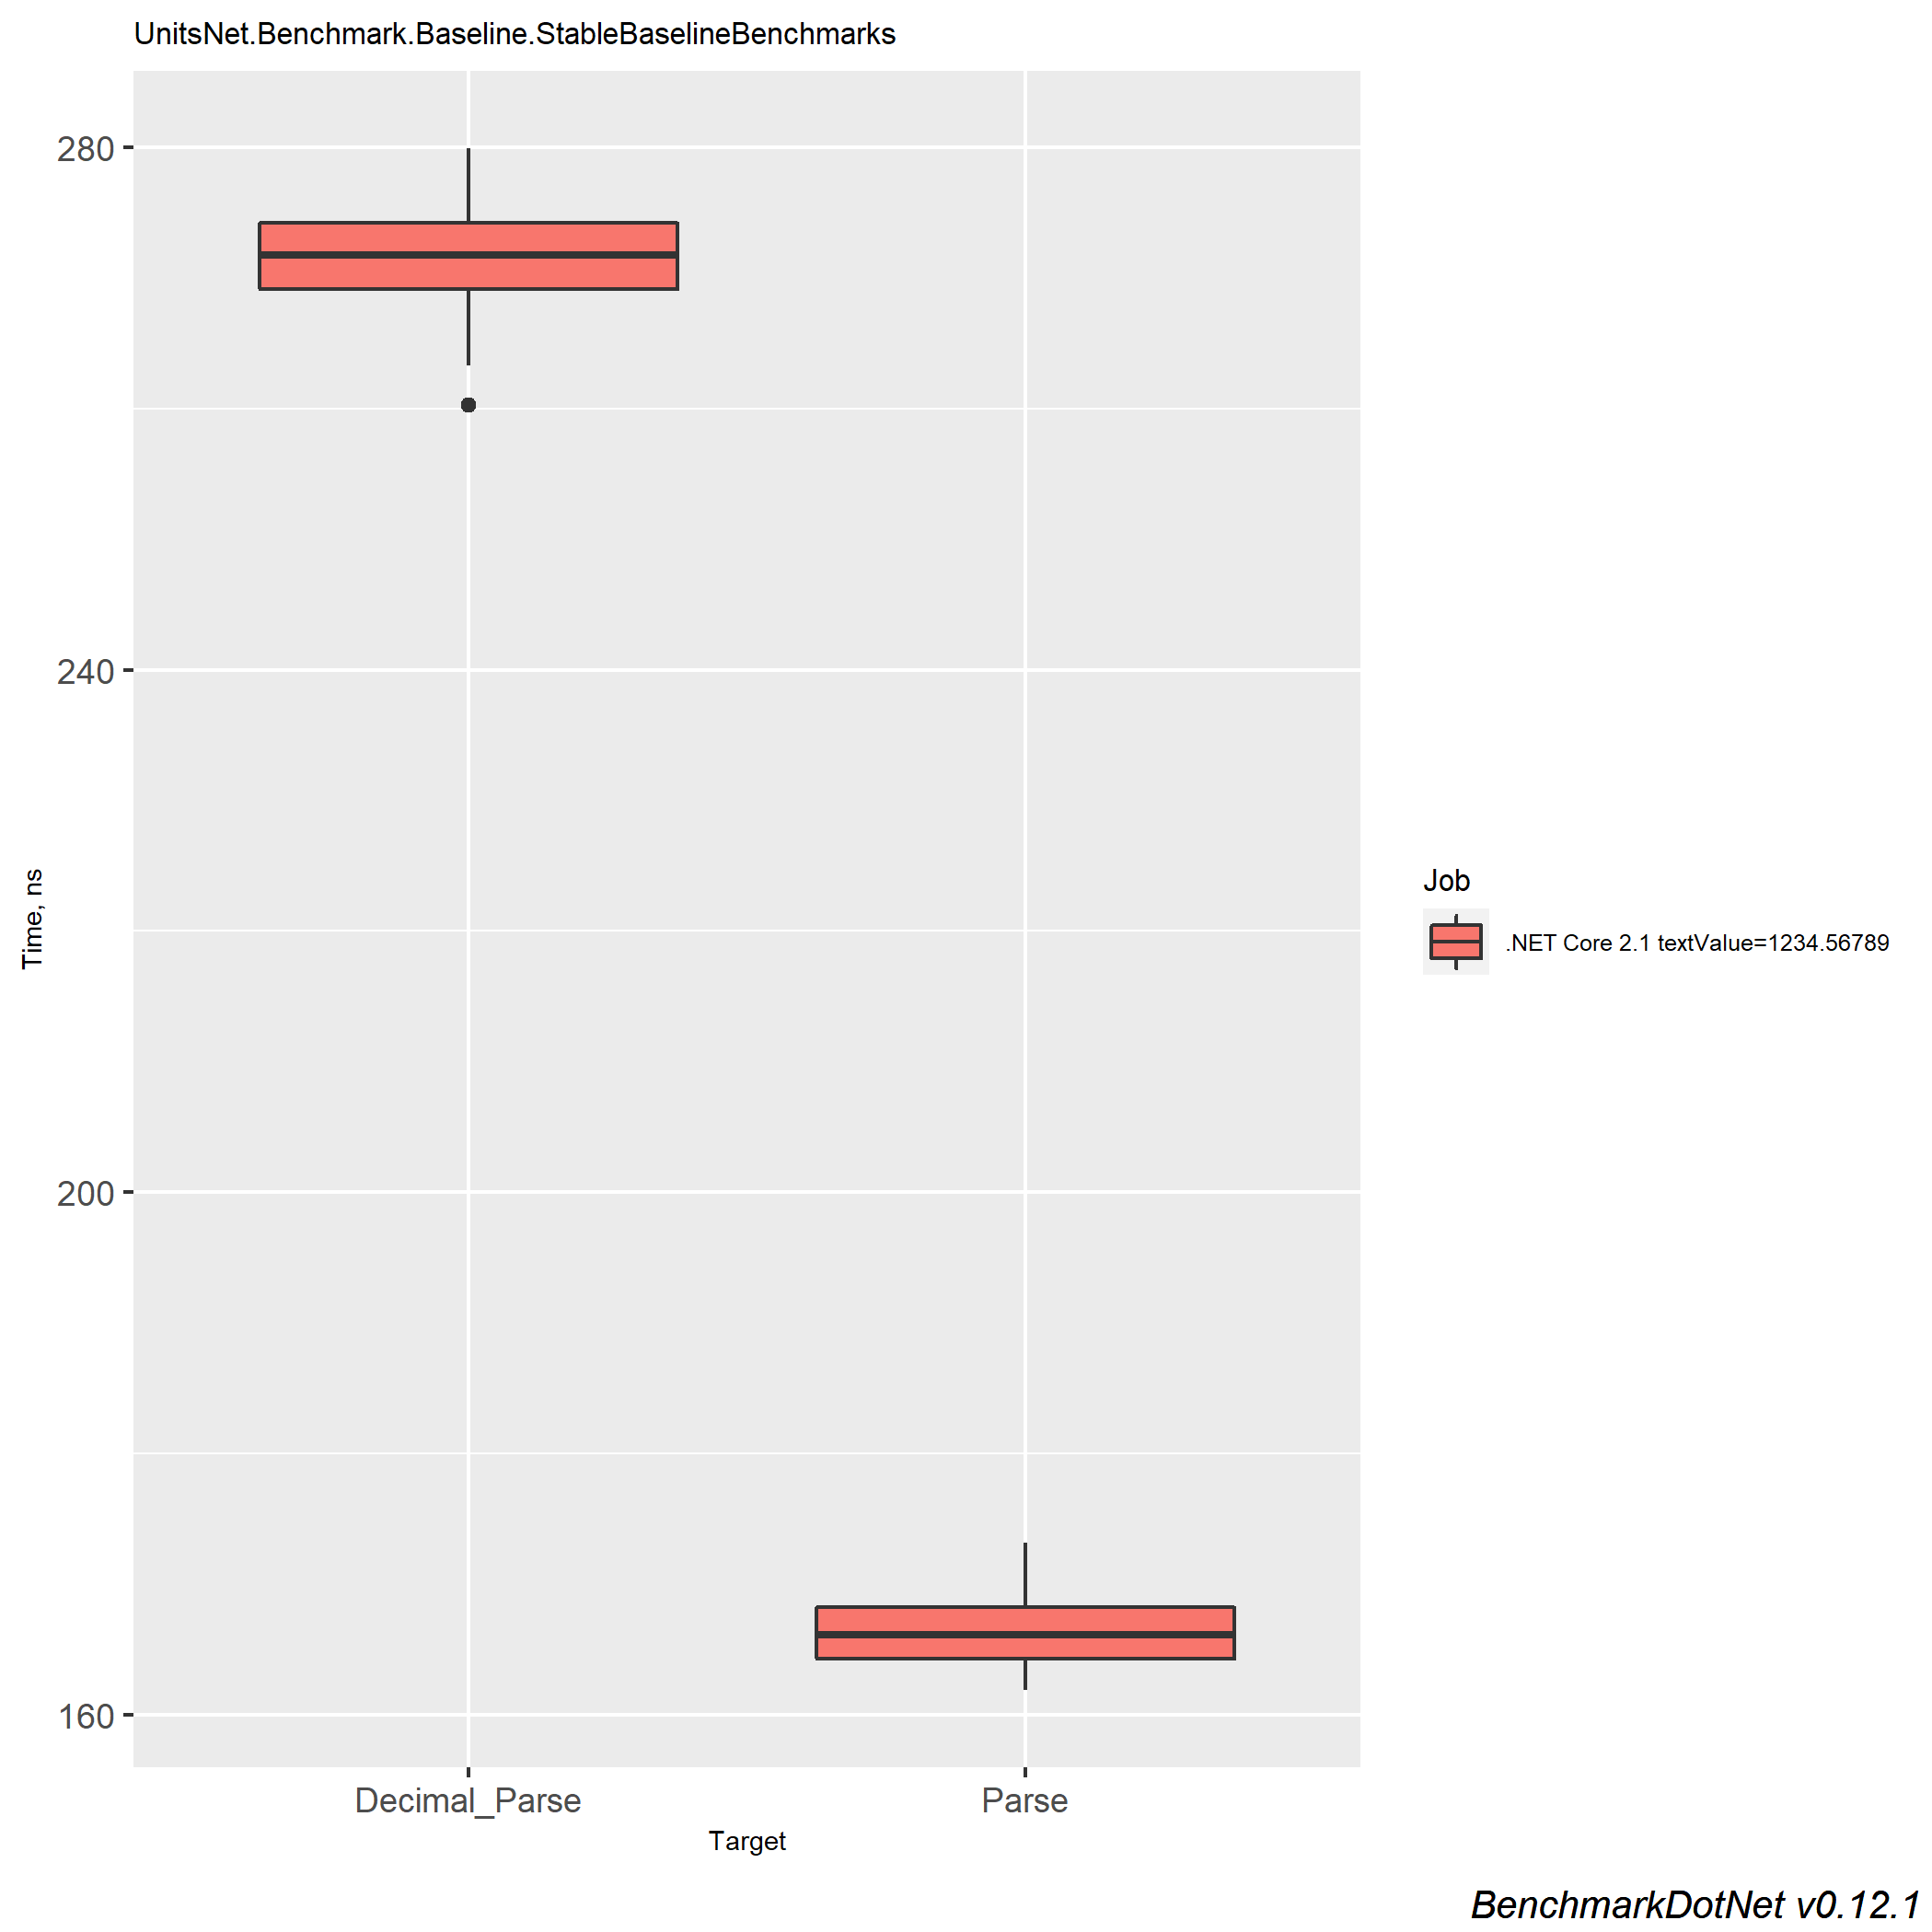 UnitsNet.Benchmark.Baseline.StableBaselineBenchmarks
280
240
200
160
Time, ns
Decimal_Parse
Parse
Target
Job
.NET Core 2.1 textValue=1234.56789
BenchmarkDotNet v0.12.1